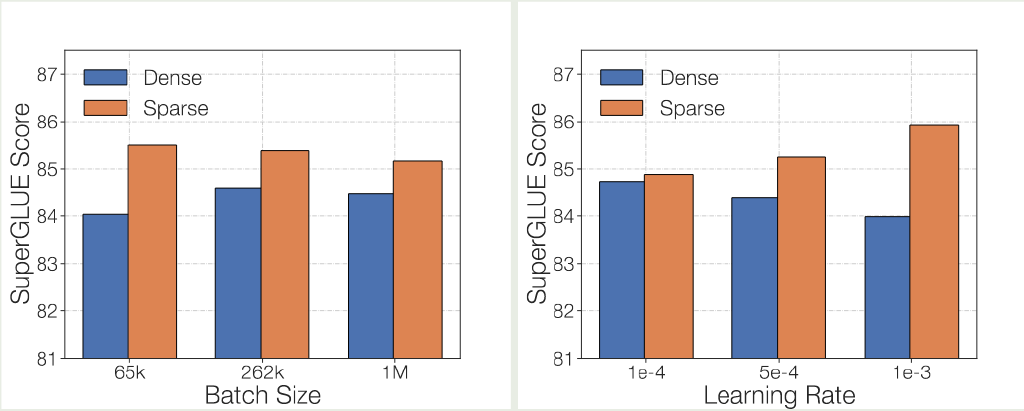 SuperGLUE Score
87
86
85
84
83
82
81
Dense
Sparse
65k 262k 1M
Batch Size
SuperGLUE Score
87
86
85
84
83
82
81
Dense
Sparse
1e-4 5e-4 1e-3
Learning Rate